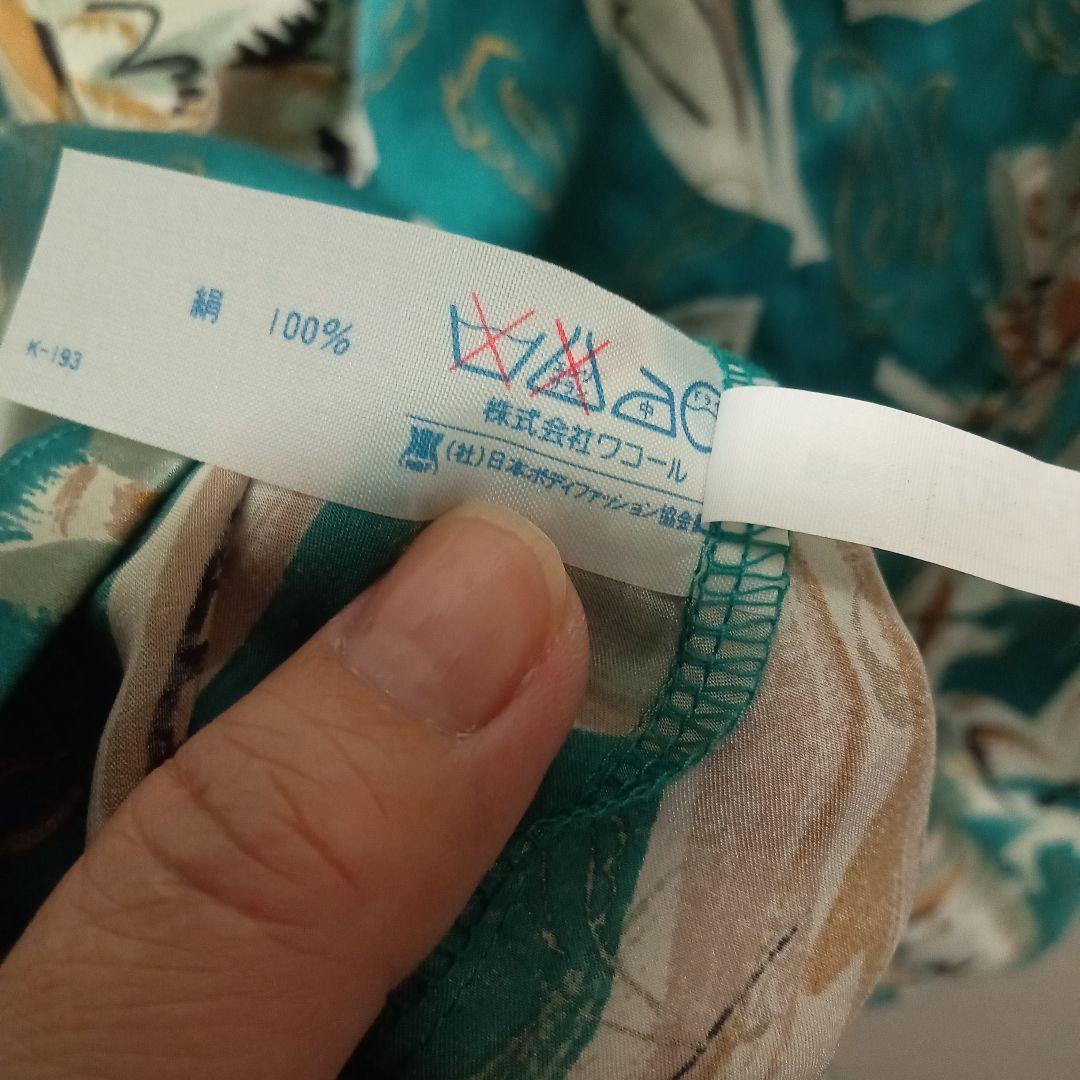 絹 100%
K-193
中
株式会社ワコール
(社)日本ボディファッション協会